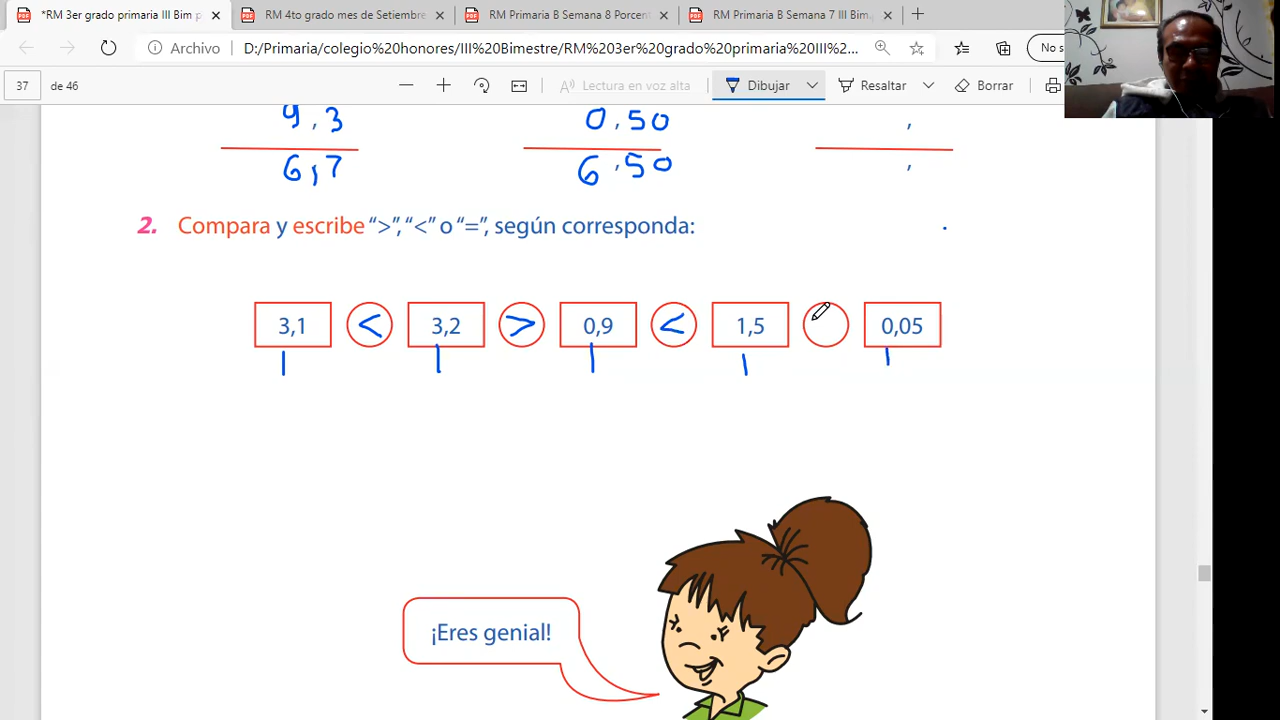 *RM 3er grado primaria III Bim p
RM 4to grado mes de Setiembre
RM Primaria B Semana 8 Porcent
RM Primaria B Semana 7 III Bim.
Archivo
D:/Primaria/colegio%20honores/III%20Bimestre/RM%203er%20grado%20primaria%20III%...
No s
37 de 46
Lectura en voz alta
Dibujar
Resaltar
Borrar
9,3 0,50 ,
6,7 6,50 ,
2. Compara y escribe “>”, “<” o “=”, según corresponda:
3,1 < 3,2 > 0,9 < 1,5 0,05
¡Eres genial!